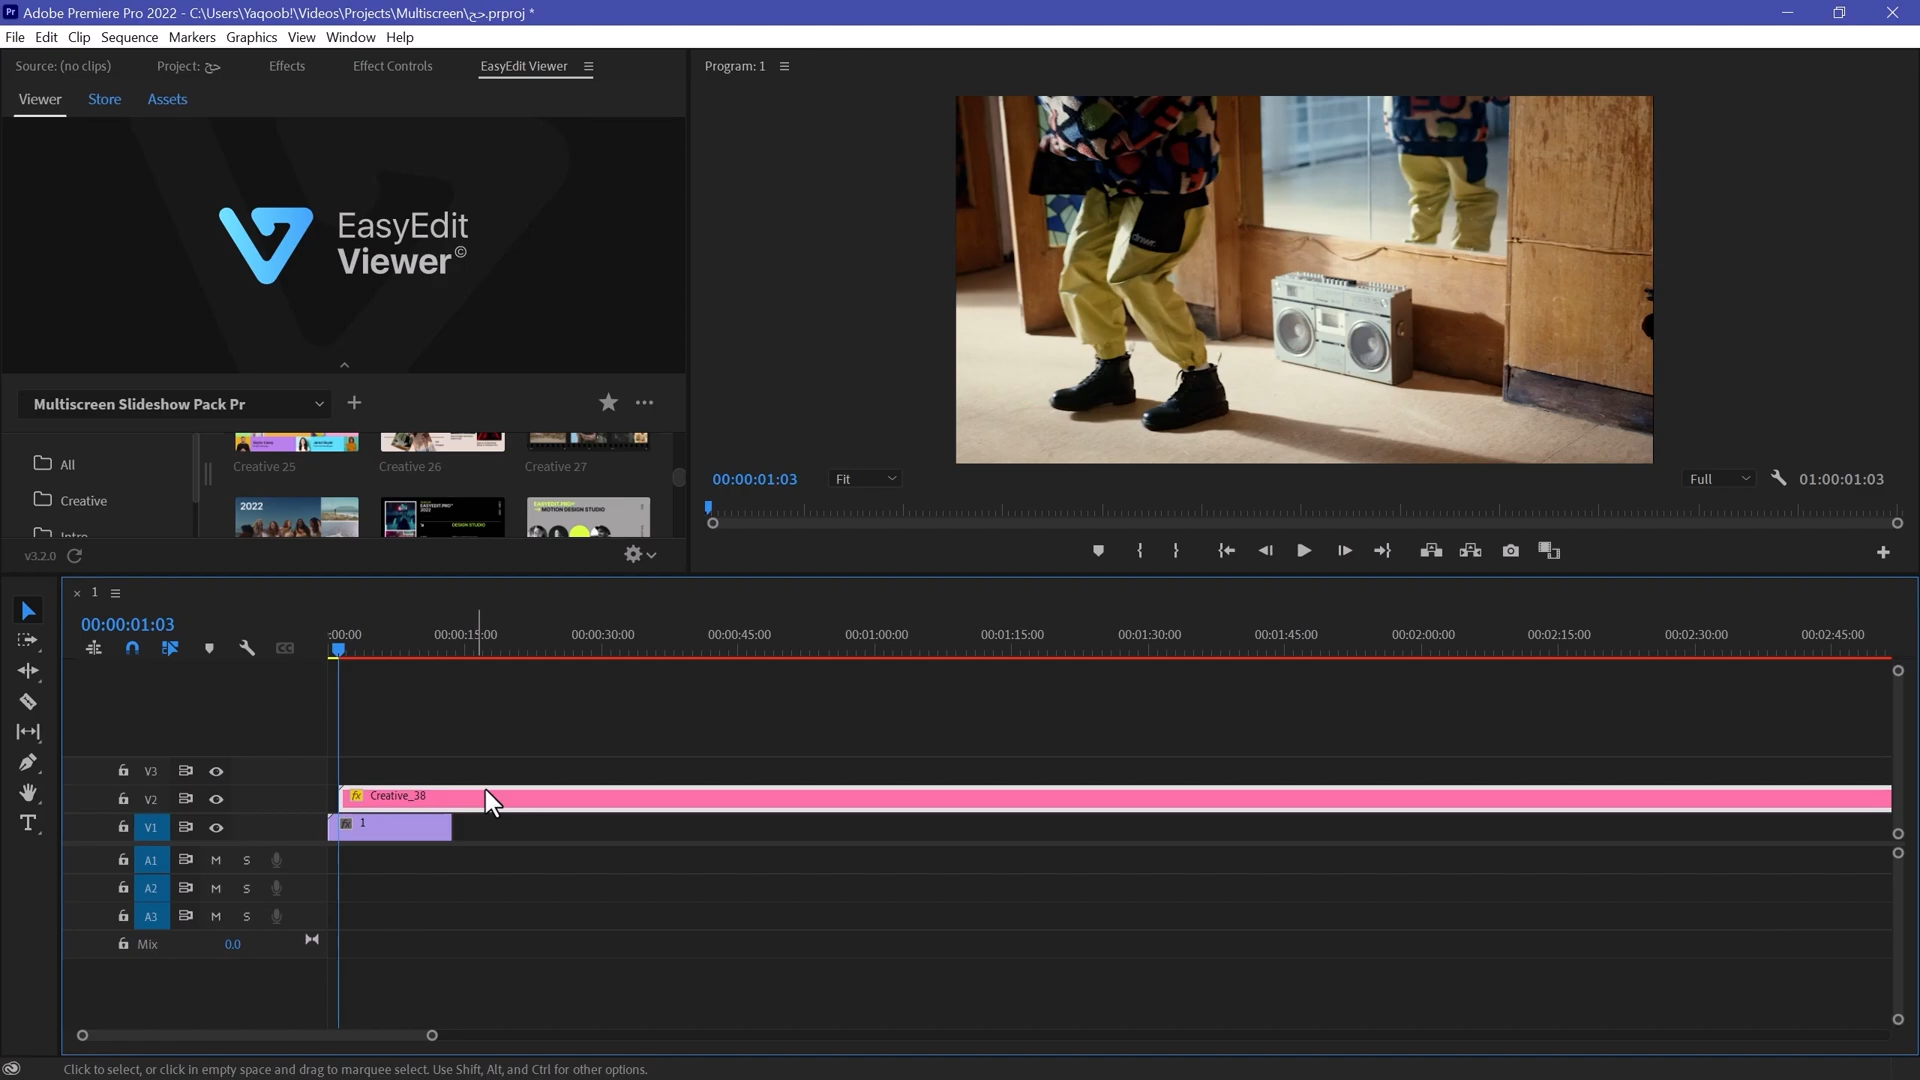 Pr Adobe Premiere Pro 2022 - C:\Users\Yaqoob!\Videos\Projects\Multiscreen\حج.prproj *
File Edit Clip Sequence Markers Graphics View Window Help
Source: (no clips) Project: حج Effects Effect Controls EasyEdit Viewer
Program: 1
Viewer Store Assets
EasyEdit
Viewer©
Multiscreen Slideshow Pack Pr
All
Creative
Intro
Creative 25 Creative 26 Creative 27
2022
v3.2.0
00:00:01:03 Fit Full 01:00:01:03
1
00:00:01:03
:00:00 00:00:15:00 00:00:30:00 00:00:45:00 00:01:00:00 00:01:15:00 00:01:30:00 00:01:45:00 00:02:00:00 00:02:15:00 00:02:30:00 00:02:45:00
V3
V2 fx Creative_38
V1 fx 1
A1 M S
A2 M S
A3 M S
Mix 0.0
Click to select, or click in empty space and drag to marquee select. Use Shift, Alt, and Ctrl for other options.